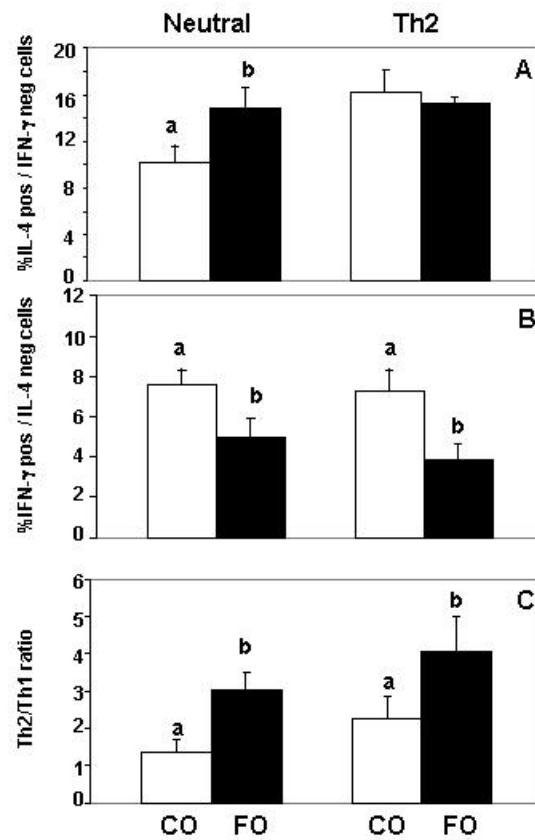 Neutral Th2
A
%IL-4 pos / IFN-γ neg cells
20
16
12
8
4
0
a
b
B
%IFN-γ pos / IL-4 neg cells
12
10
8
6
4
2
0
a
b
a
b
C
Th2/Th1 ratio
6
5
4
3
2
1
0
a
b
a
b
CO FO CO FO